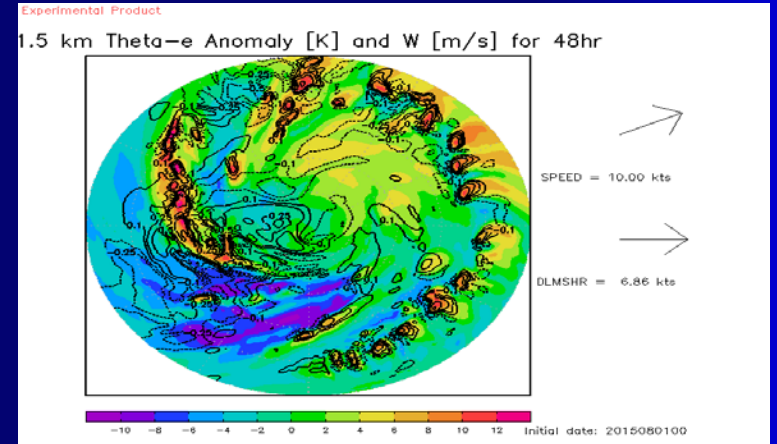 Experimental Product
1.5 km Theta-e Anomaly [K] and W [m/s] for 48hr
SPEED = 10.00 kts
DLMSHR = 6.86 kts
-10 -8 -6 -4 -2 0 2 4 6 8 10 12
Initial date: 2015080100